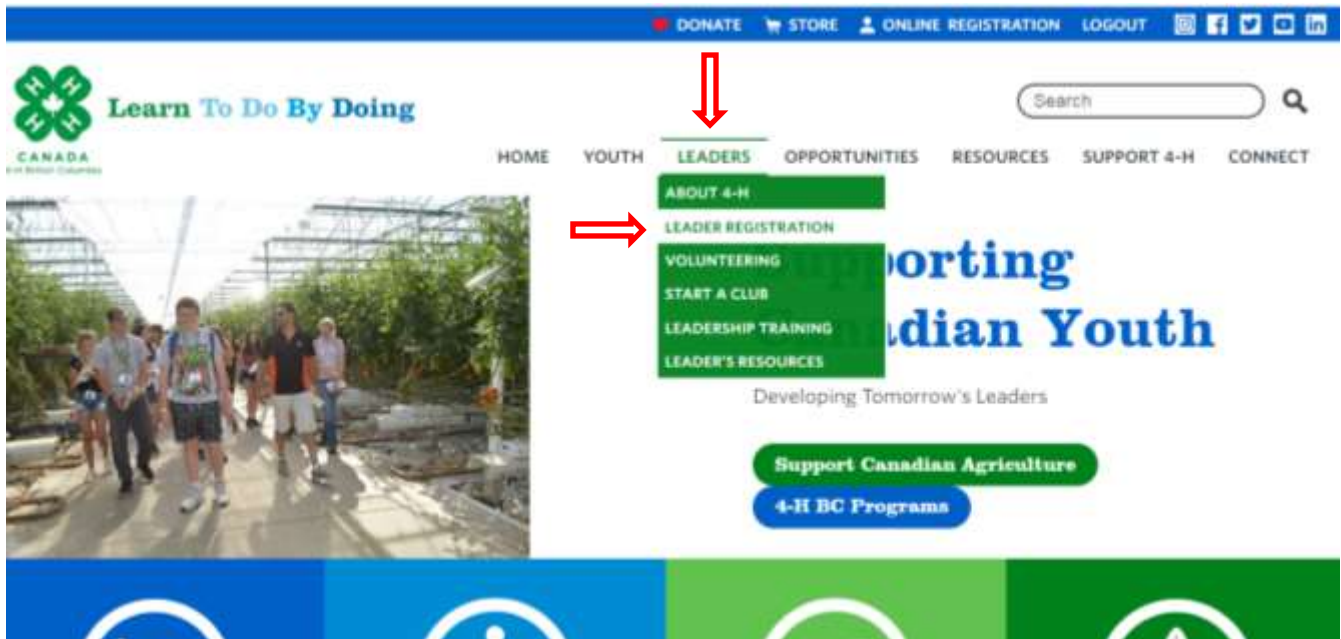 DONATE STORE ONLINE REGISTRATION LOGOUT
Learn To Do By Doing
Search
CANADA
HOME YOUTH LEADERS OPPORTUNITIES RESOURCES SUPPORT 4-H CONNECT
ABOUT 4-H
LEADER REGISTRATION
VOLUNTEERING
START A CLUB
LEADERSHIP TRAINING
LEADER'S RESOURCES
orting
dian Youth
Developing Tomorrow's Leaders
Support Canadian Agriculture
4-H BC Programs